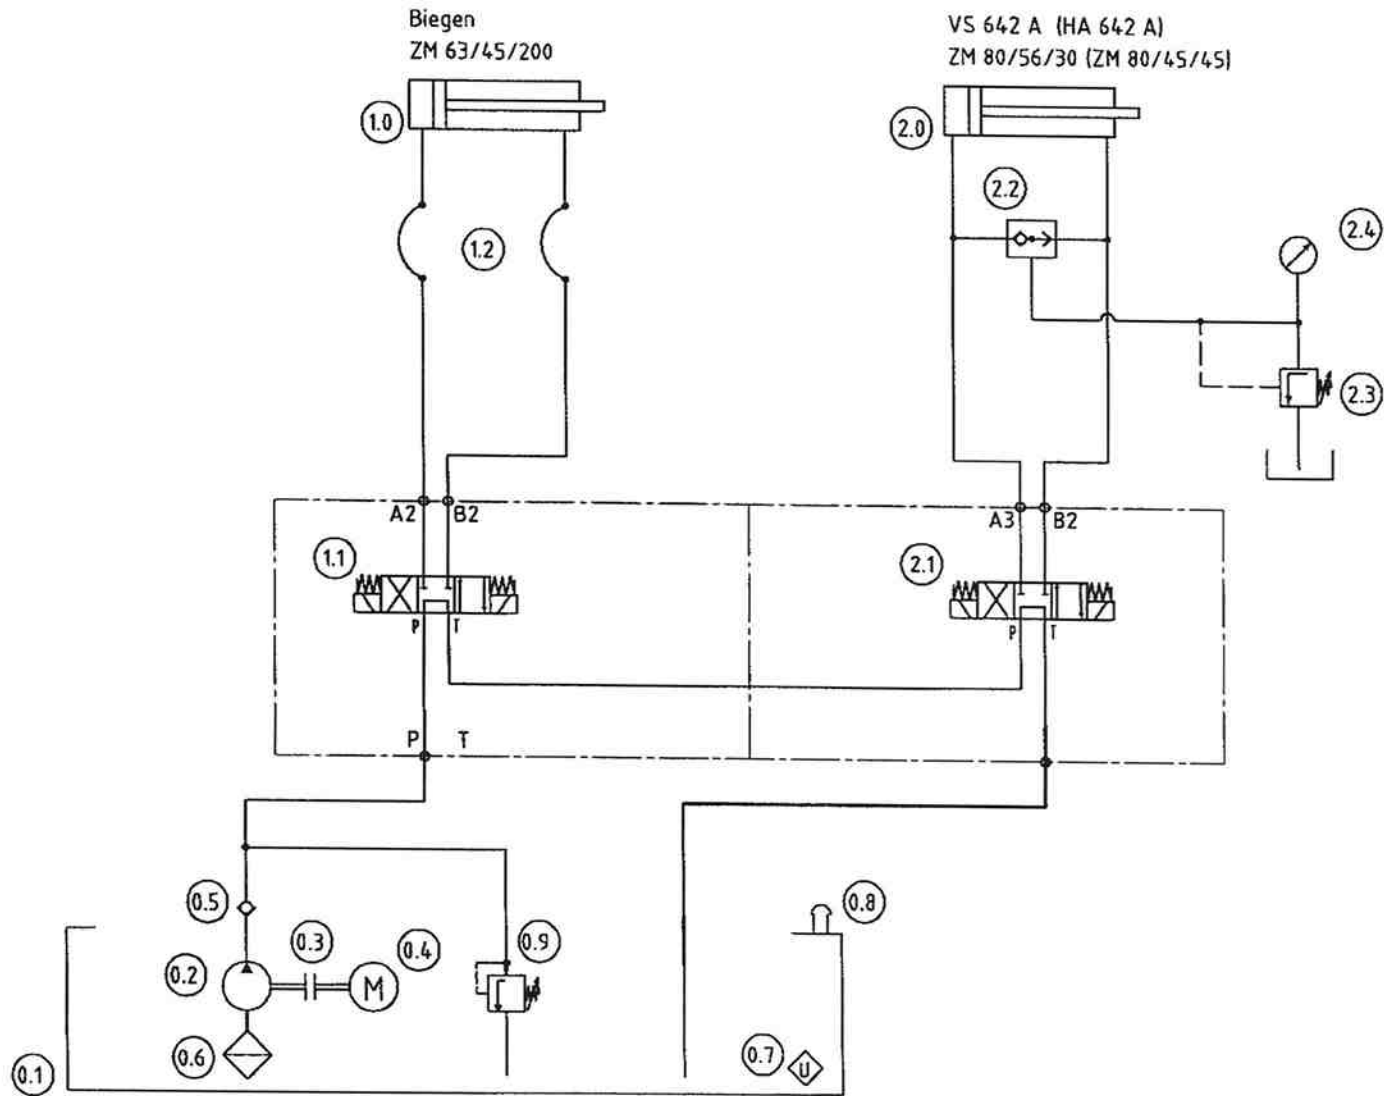 Biegen
ZM 63/45/200
VS 642 A (HA 642 A)
ZM 80/56/30 (ZM 80/45/45)
1.0
2.0
2.2
1.2
2.4
2.3
A2
B2
A3
B2
1.1
2.1
P
T
P
T
P
T
0.5
0.8
0.3
0.4
0.9
0.2
M
0.6
0.7
U
0.1